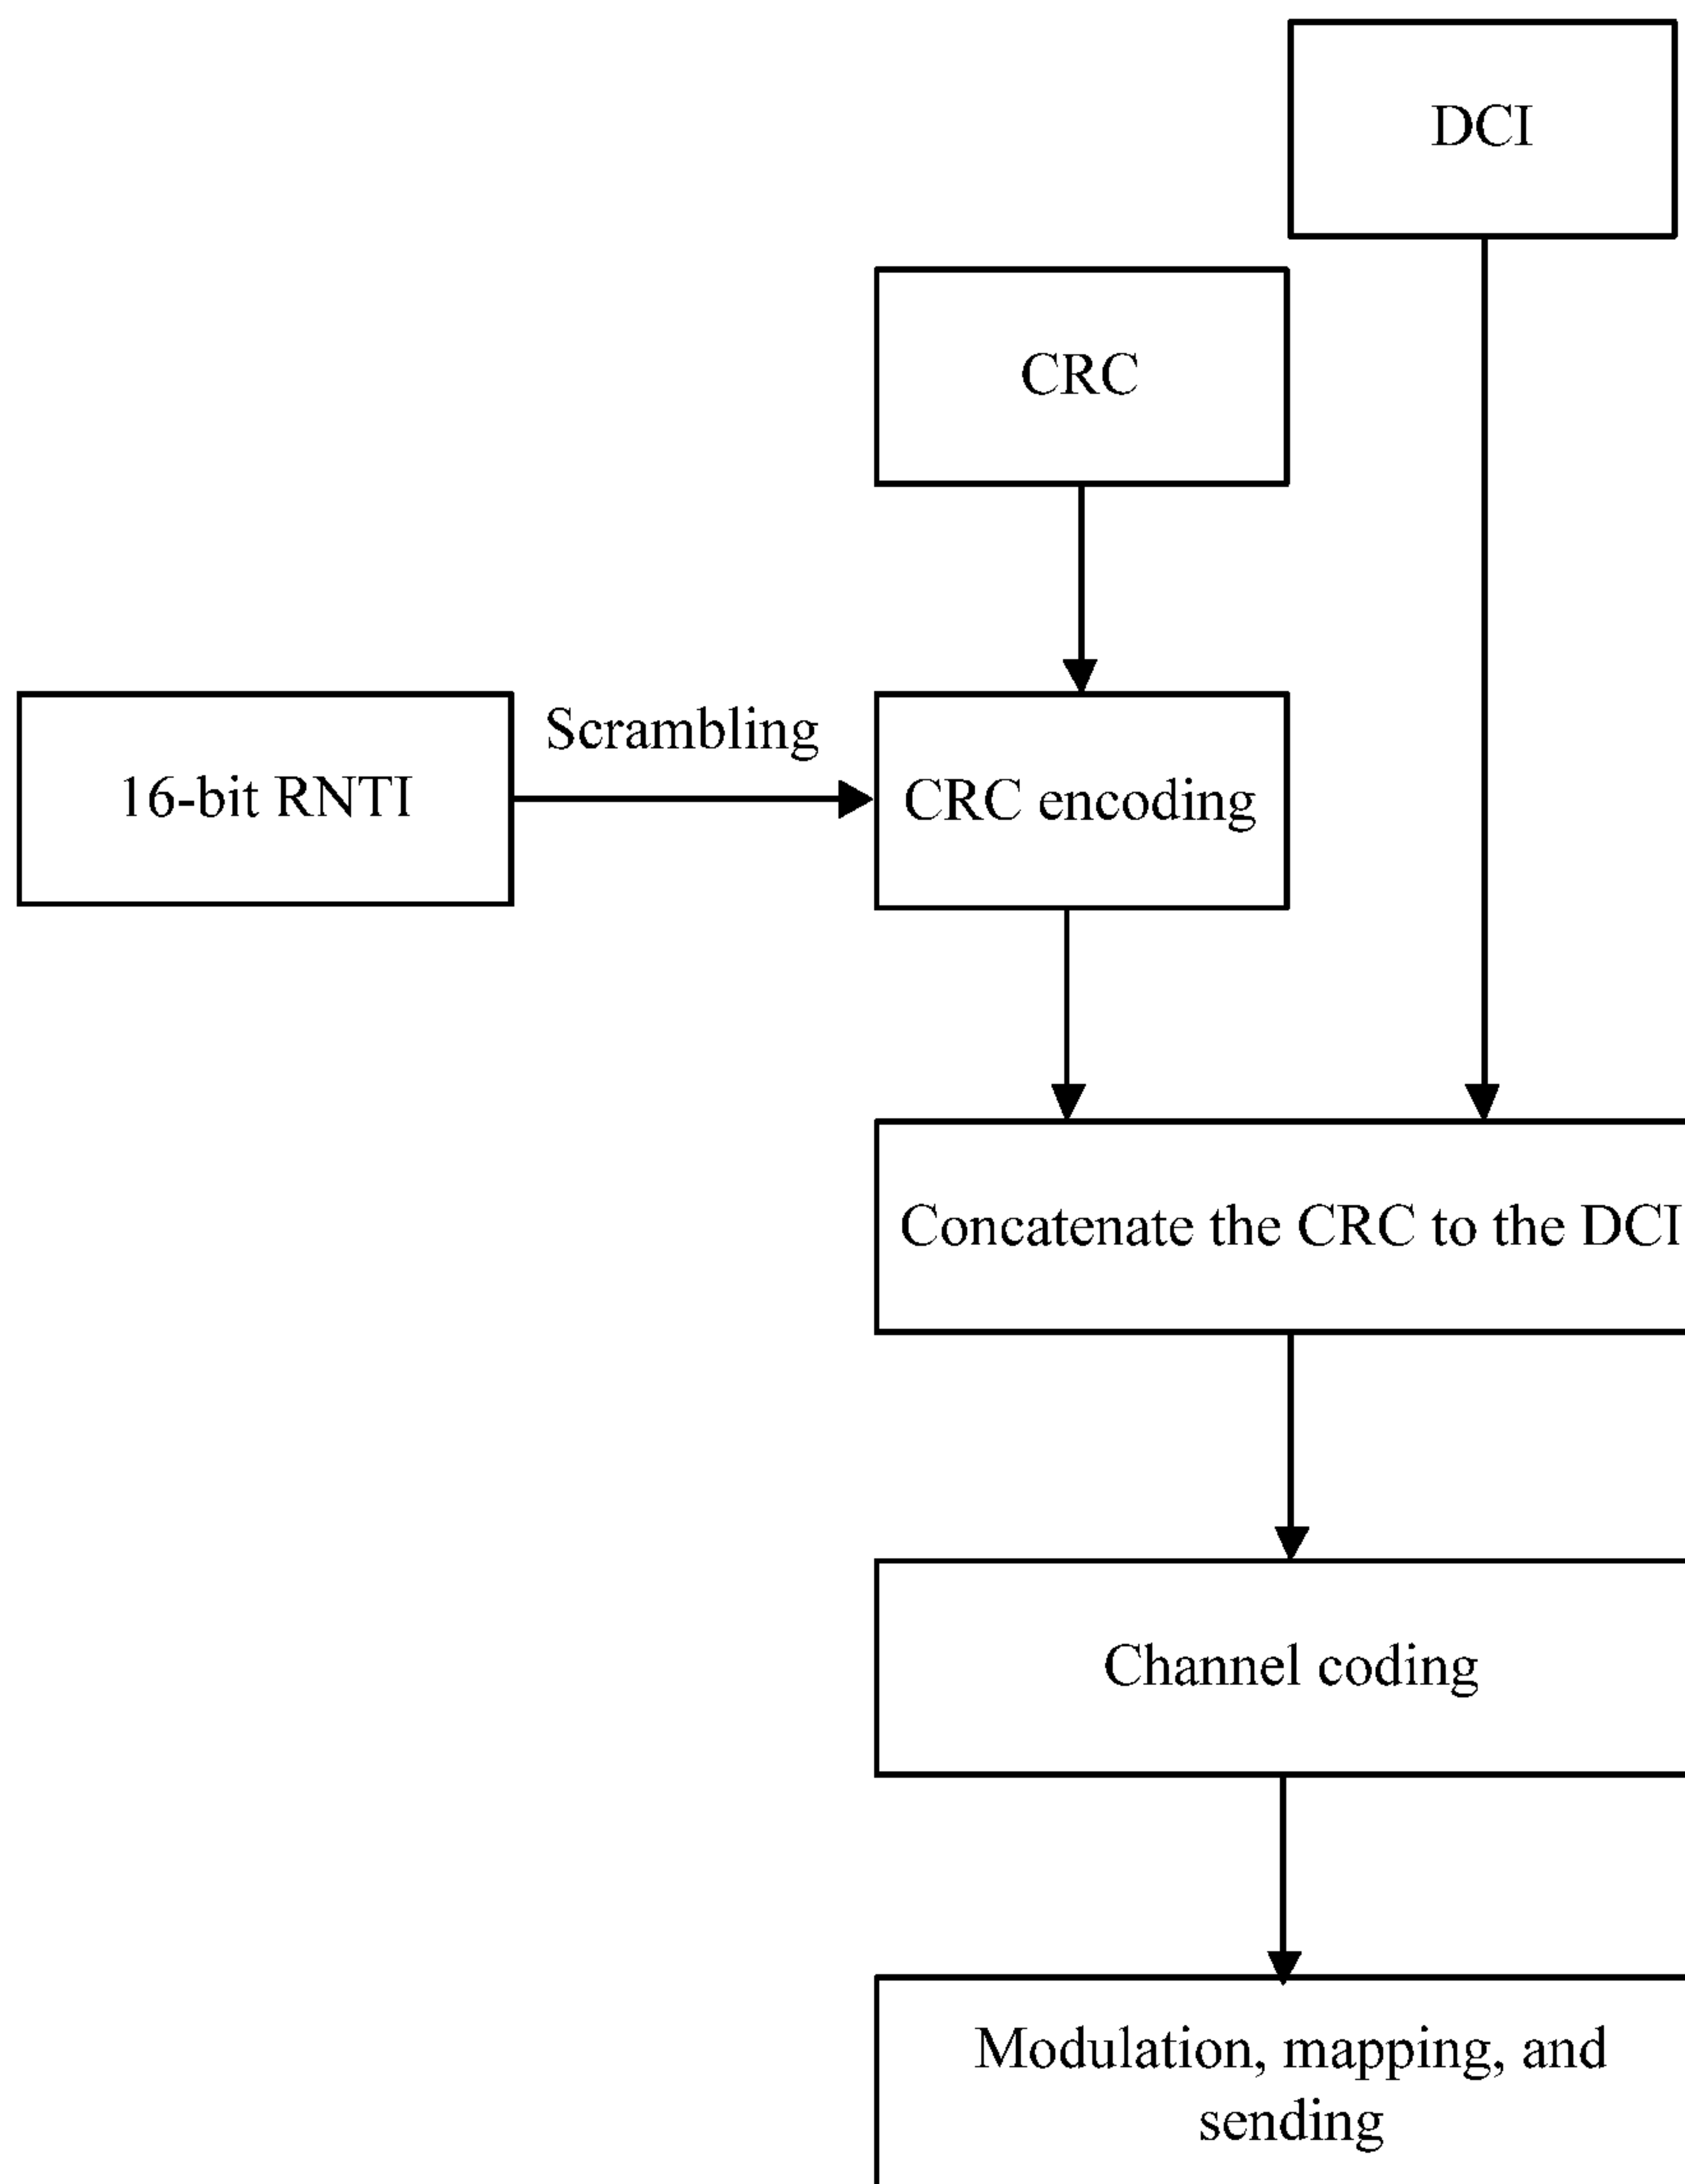 DCI
CRC
Scrambling
16-bit RNTI
CRC encoding
Concatenate the CRC to the DCI
Channel coding
Modulation, mapping, and
sending